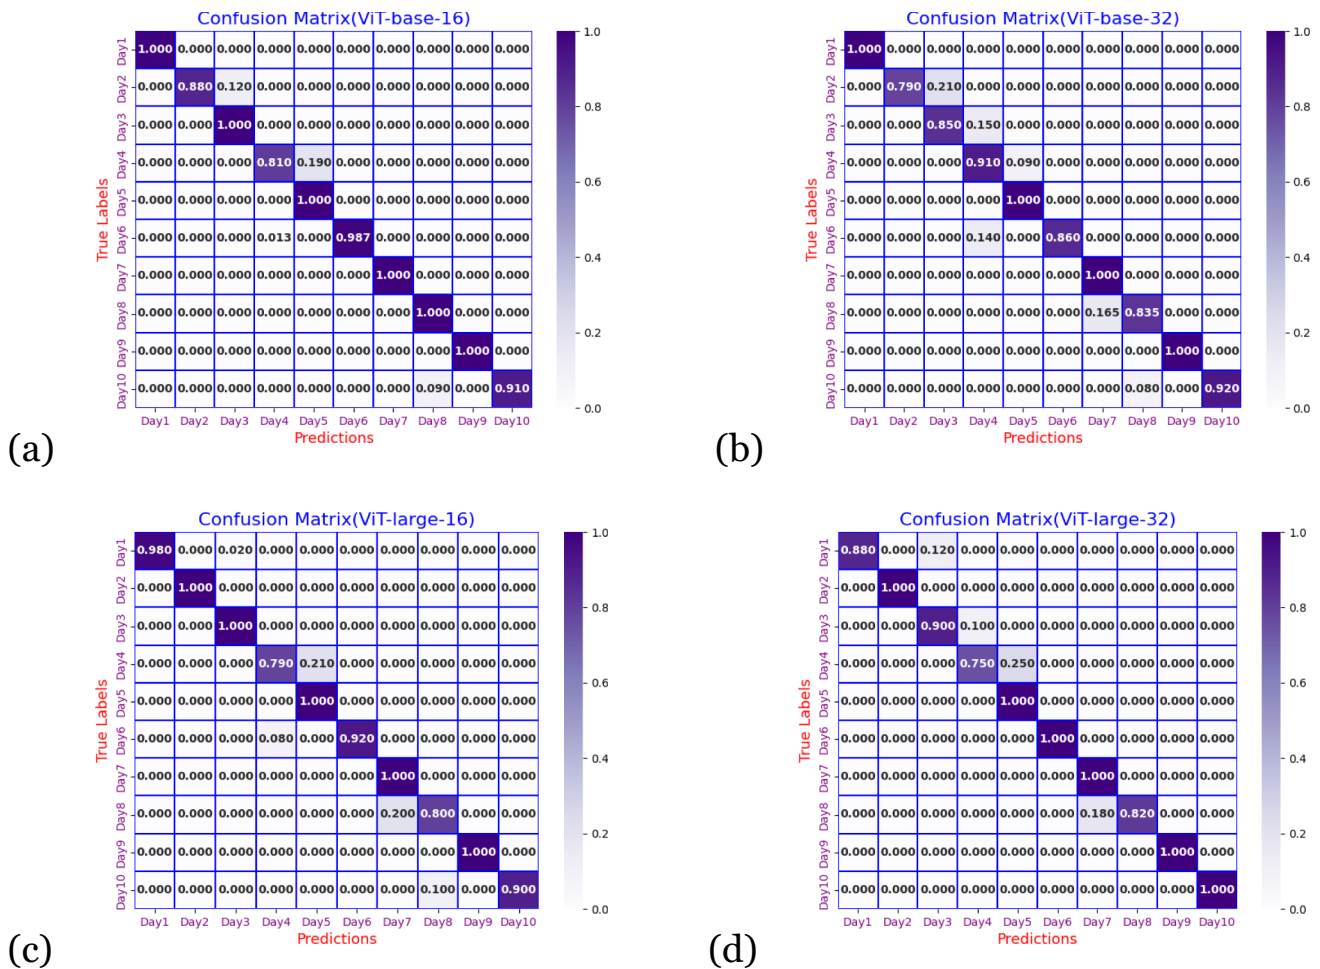 Confusion Matrix(ViT-base-16)
Day1 1.000 0.000 0.000 0.000 0.000 0.000 0.000 0.000 0.000 0.000
Day2 0.000 0.880 0.120 0.000 0.000 0.000 0.000 0.000 0.000 0.000
Day3 0.000 0.000 1.000 0.000 0.000 0.000 0.000 0.000 0.000 0.000
Day4 0.000 0.000 0.000 0.810 0.190 0.000 0.000 0.000 0.000 0.000
Day5 0.000 0.000 0.000 0.000 1.000 0.000 0.000 0.000 0.000 0.000
Day6 0.000 0.000 0.000 0.013 0.000 0.987 0.000 0.000 0.000 0.000
Day7 0.000 0.000 0.000 0.000 0.000 0.000 1.000 0.000 0.000 0.000
Day8 0.000 0.000 0.000 0.000 0.000 0.000 0.000 1.000 0.000 0.000
Day9 0.000 0.000 0.000 0.000 0.000 0.000 0.000 0.000 1.000 0.000
Day10 0.000 0.000 0.000 0.000 0.000 0.000 0.000 0.090 0.000 0.910
Day1 Day2 Day3 Day4 Day5 Day6 Day7 Day8 Day9 Day10
Predictions
True Labels
1.0
0.8
0.6
0.4
0.2
0.0
(a)
Confusion Matrix(ViT-base-32)
Day1 1.000 0.000 0.000 0.000 0.000 0.000 0.000 0.000 0.000 0.000
Day2 0.000 0.790 0.210 0.000 0.000 0.000 0.000 0.000 0.000 0.000
Day3 0.000 0.000 0.850 0.150 0.000 0.000 0.000 0.000 0.000 0.000
Day4 0.000 0.000 0.000 0.910 0.090 0.000 0.000 0.000 0.000 0.000
Day5 0.000 0.000 0.000 0.000 1.000 0.000 0.000 0.000 0.000 0.000
Day6 0.000 0.000 0.000 0.140 0.000 0.860 0.000 0.000 0.000 0.000
Day7 0.000 0.000 0.000 0.000 0.000 0.000 1.000 0.000 0.000 0.000
Day8 0.000 0.000 0.000 0.000 0.000 0.000 0.165 0.835 0.000 0.000
Day9 0.000 0.000 0.000 0.000 0.000 0.000 0.000 0.000 1.000 0.000
Day10 0.000 0.000 0.000 0.000 0.000 0.000 0.000 0.080 0.000 0.920
Day1 Day2 Day3 Day4 Day5 Day6 Day7 Day8 Day9 Day10
Predictions
True Labels
1.0
0.8
0.6
0.4
0.2
0.0
(b)
Confusion Matrix(ViT-large-16)
Day1 0.980 0.000 0.020 0.000 0.000 0.000 0.000 0.000 0.000 0.000
Day2 0.000 1.000 0.000 0.000 0.000 0.000 0.000 0.000 0.000 0.000
Day3 0.000 0.000 1.000 0.000 0.000 0.000 0.000 0.000 0.000 0.000
Day4 0.000 0.000 0.000 0.790 0.210 0.000 0.000 0.000 0.000 0.000
Day5 0.000 0.000 0.000 0.000 1.000 0.000 0.000 0.000 0.000 0.000
Day6 0.000 0.000 0.000 0.080 0.000 0.920 0.000 0.000 0.000 0.000
Day7 0.000 0.000 0.000 0.000 0.000 0.000 1.000 0.000 0.000 0.000
Day8 0.000 0.000 0.000 0.000 0.000 0.000 0.200 0.800 0.000 0.000
Day9 0.000 0.000 0.000 0.000 0.000 0.000 0.000 0.000 1.000 0.000
Day10 0.000 0.000 0.000 0.000 0.000 0.000 0.000 0.100 0.000 0.900
Day1 Day2 Day3 Day4 Day5 Day6 Day7 Day8 Day9 Day10
Predictions
True Labels
1.0
0.8
0.6
0.4
0.2
0.0
(c)
Confusion Matrix(ViT-large-32)
Day1 0.880 0.000 0.120 0.000 0.000 0.000 0.000 0.000 0.000 0.000
Day2 0.000 1.000 0.000 0.000 0.000 0.000 0.000 0.000 0.000 0.000
Day3 0.000 0.000 0.900 0.100 0.000 0.000 0.000 0.000 0.000 0.000
Day4 0.000 0.000 0.000 0.750 0.250 0.000 0.000 0.000 0.000 0.000
Day5 0.000 0.000 0.000 0.000 1.000 0.000 0.000 0.000 0.000 0.000
Day6 0.000 0.000 0.000 0.000 0.000 1.000 0.000 0.000 0.000 0.000
Day7 0.000 0.000 0.000 0.000 0.000 0.000 1.000 0.000 0.000 0.000
Day8 0.000 0.000 0.000 0.000 0.000 0.000 0.180 0.820 0.000 0.000
Day9 0.000 0.000 0.000 0.000 0.000 0.000 0.000 0.000 1.000 0.000
Day10 0.000 0.000 0.000 0.000 0.000 0.000 0.000 0.000 0.000 1.000
Day1 Day2 Day3 Day4 Day5 Day6 Day7 Day8 Day9 Day10
Predictions
True Labels
1.0
0.8
0.6
0.4
0.2
0.0
(d)